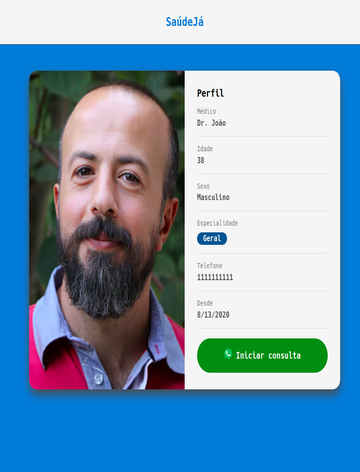 SaúdeJá
Perfil
Médico
Dr. João
Idade
38
Sexo
Masculino
Especialidade
Geral
Telefone
1111111111
Desde
8/13/2020
Iniciar consulta